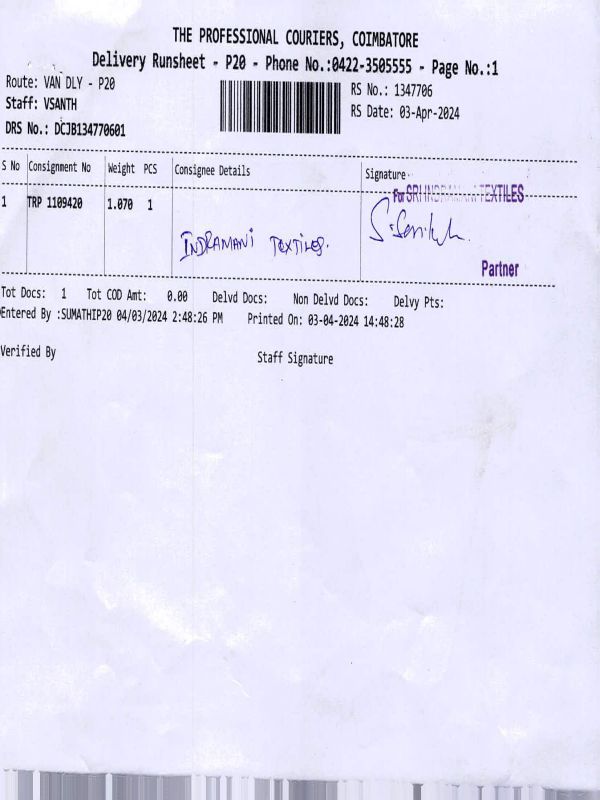 THE PROFESSIONAL COURIERS, COIMBATORE
Delivery Runsheet - P20 - Phone No.:0422-3505555 - Page No.:1
Route: VAN DLY - P20
RS No.: 1347706
Staff: VSANTH
RS Date: 03-Apr-2024
DRS No.: DCJB134770601
S No Consignment No Weight PCS Consignee Details Signature
For SRI INDRAMANI TEXTILES
1 TRP 1109420 1.070 1
INDRAMANI TEXTILES.
Partner
Tot Docs: 1 Tot COD Amt: 0.00 Delvd Docs: Non Delvd Docs: Delvy Pts:
Entered By :SUMATHIP20 04/03/2024 2:48:26 PM Printed On: 03-04-2024 14:48:28
Verified By Staff Signature